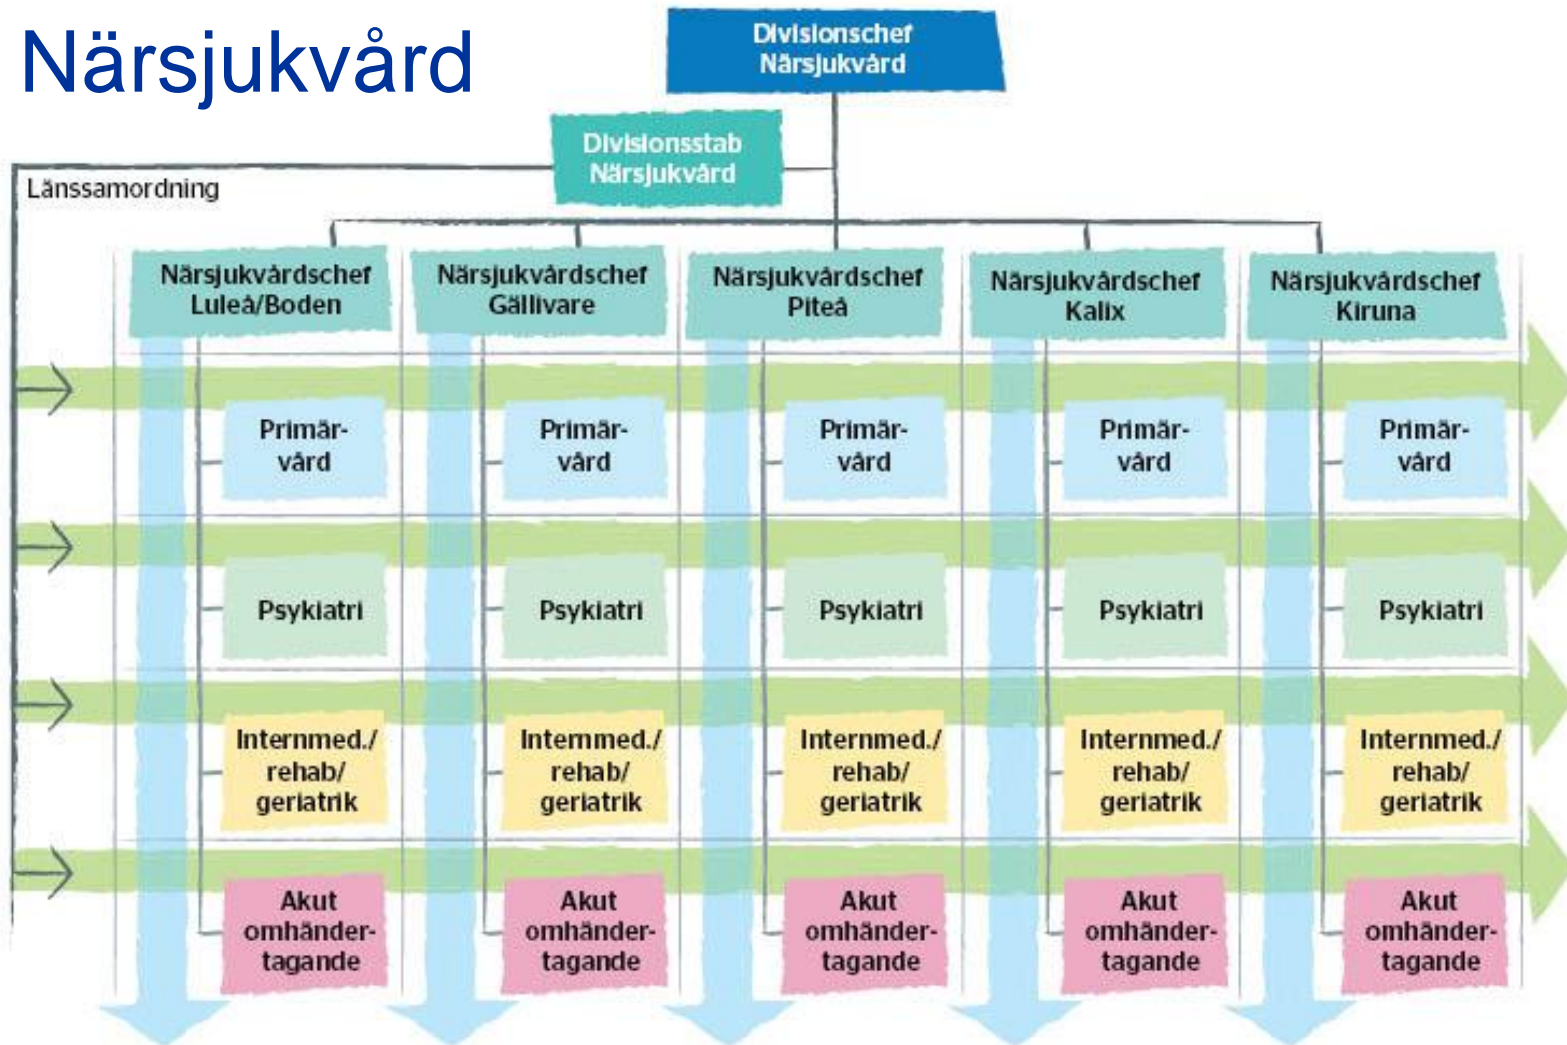 Närsjukvård
Divisionschef
Närsjukvård
Divisionsstab
Närsjukvård
Länssamordning
Närsjukvårdschef
Luleå/Boden
Närsjukvårdschef
Gällivare
Närsjukvårdschef
Piteå
Närsjukvårdschef
Kalix
Närsjukvårdschef
Kiruna
Primär-
vård
Primär-
vård
Primär-
vård
Primär-
vård
Primär-
vård
Psykiatri
Psykiatri
Psykiatri
Psykiatri
Psykiatri
Internmed./
rehab/
geriatrik
Internmed./
rehab/
geriatrik
Internmed./
rehab/
geriatrik
Internmed./
rehab/
geriatrik
Internmed./
rehab/
geriatrik
Akut
omhänder-
tagande
Akut
omhänder-
tagande
Akut
omhänder-
tagande
Akut
omhänder-
tagande
Akut
omhänder-
tagande